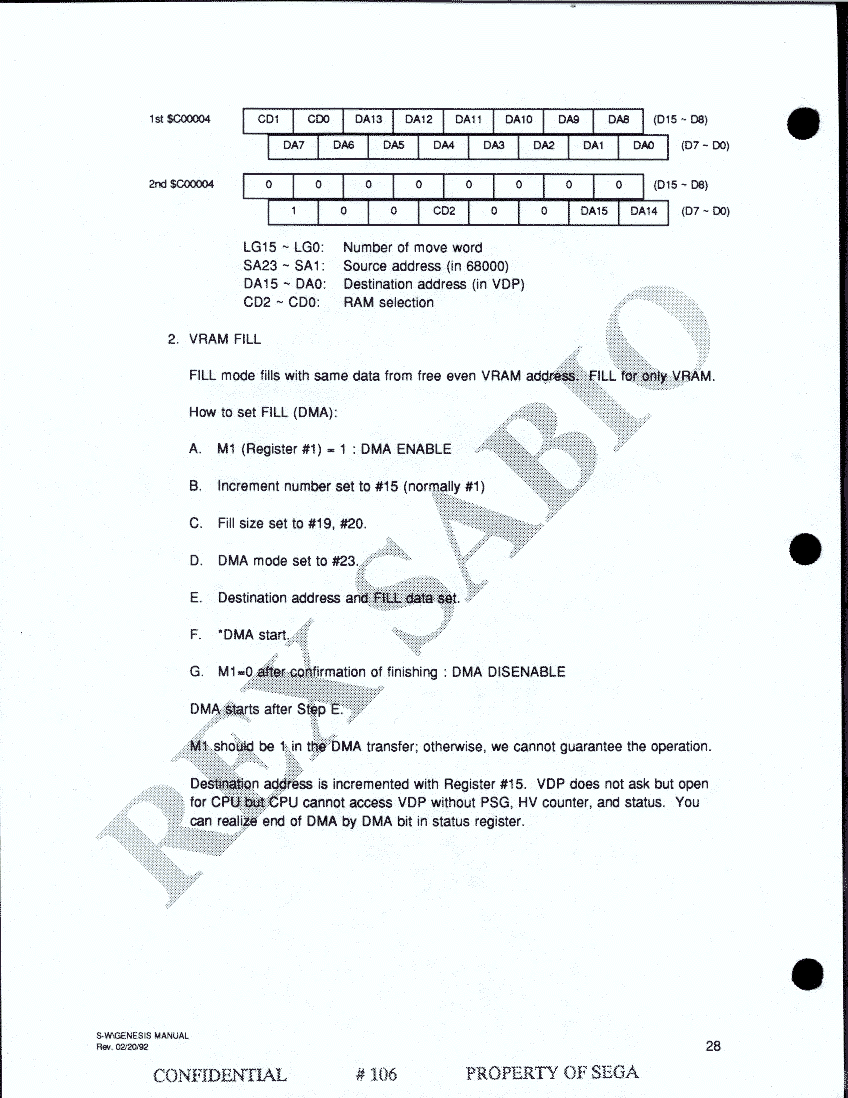 1st $C00004 CD1 CD0 DA13 DA12 DA11 DA10 DA9 DA8 (D15 ~ D8)
DA7 DA6 DA5 DA4 DA3 DA2 DA1 DA0 (D7 ~ D0)
2nd $C00004 0 0 0 0 0 0 0 0 (D15 ~ D8)
1 0 0 CD2 0 0 DA15 DA14 (D7 ~ D0)
LG15 ~ LG0: Number of move word
SA23 ~ SA1: Source address (in 68000)
DA15 ~ DA0: Destination address (in VDP)
CD2 ~ CD0: RAM selection
2. VRAM FILL
FILL mode fills with same data from free even VRAM address. FILL for only VRAM.
How to set FILL (DMA):
A. M1 (Register #1) = 1 : DMA ENABLE
B. Increment number set to #15 (normally #1)
C. Fill size set to #19, #20.
D. DMA mode set to #23.
E. Destination address and FILL data set.
F. *DMA start.
G. M1=0 after confirmation of finishing : DMA DISENABLE
DMA starts after Step E.
M1 should be 1 in the DMA transfer; otherwise, we cannot guarantee the operation.
Destination address is incremented with Register #15. VDP does not ask but open
for CPU but CPU cannot access VDP without PSG, HV counter, and status. You
can realize end of DMA by DMA bit in status register.
REX SABIO
S-W\GENESIS MANUAL
Rev. 02/20/92
28
CONFIDENTIAL # 106 PROPERTY OF SEGA